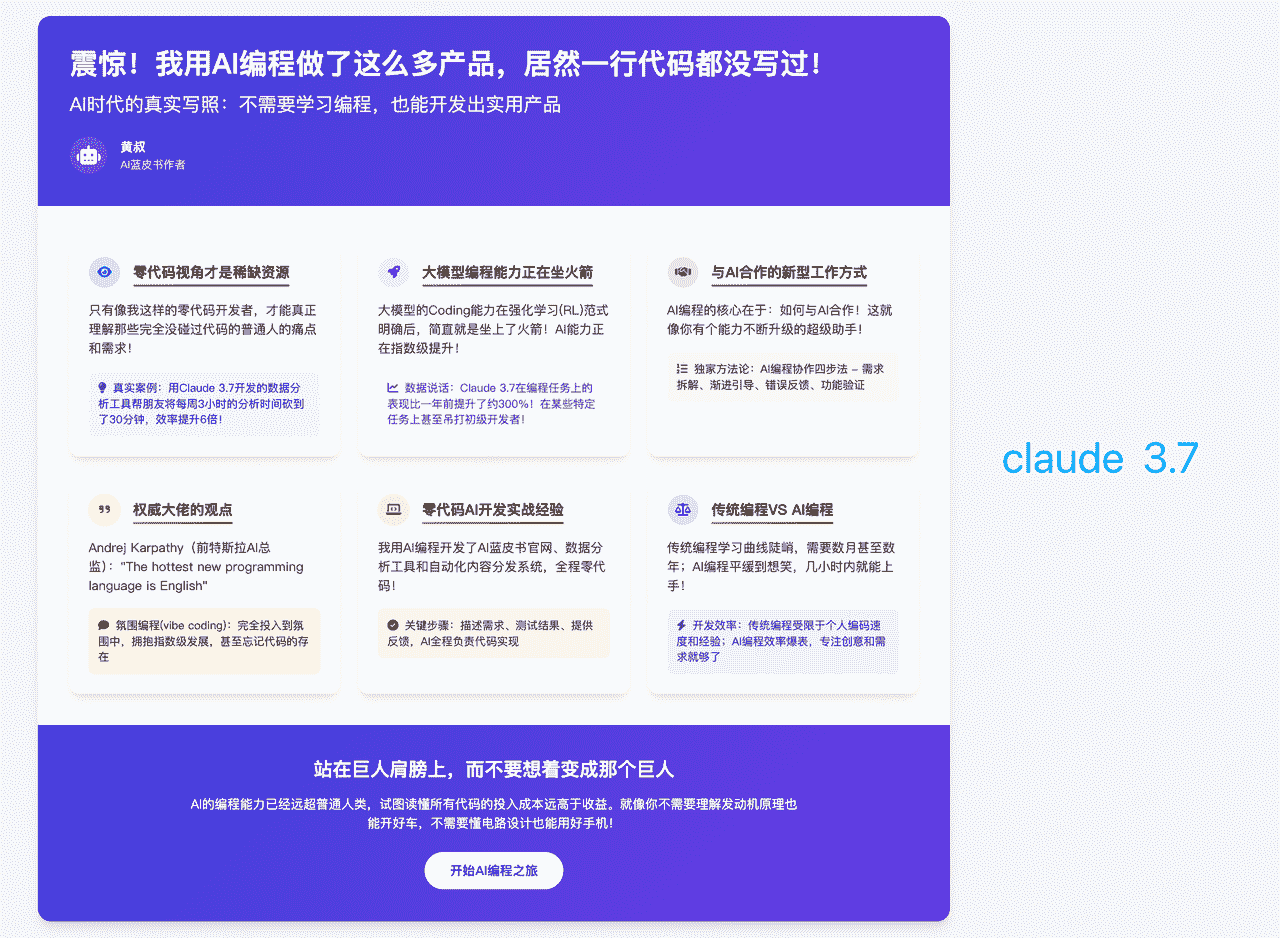 震惊！我用AI编程做了这么多产品，居然一行代码都没写过！
AI时代的真实写照：不需要学习编程，也能开发出实用产品
黄叔
AI蓝皮书作者
零代码视角才是稀缺资源
只有像我这样的零代码开发者，才能真正
理解那些完全没碰过代码的普通人的痛点
和需求！
真实案例：用Claude 3.7开发的数据分
析工具帮朋友将每周3小时的分析时间砍到
了30分钟，效率提升6倍！
大模型编程能力正在坐火箭
大模型的Coding能力在强化学习(RL)范式
明确后，简直就是坐上了火箭！AI能力正
在指数级提升！
数据说话：Claude 3.7在编程任务上的
表现比一年前提升了约300%！在某些特定
任务上甚至吊打初级开发者！
与AI合作的新型工作方式
AI编程的核心在于：如何与AI合作！这就
像你有个能力不断升级的超级助手！
独家方法论：AI编程协作四步法 – 需求
拆解、渐进引导、错误反馈、功能验证
权威大佬的观点
Andrej Karpathy（前特斯拉AI总
监）："The hottest new programming
language is English"
氛围编程(vibe coding)：完全投入到氛
围中，拥抱指数级发展，甚至忘记代码的存
在
零代码AI开发实战经验
我用AI编程开发了AI蓝皮书官网、数据分
析工具和自动化内容分发系统，全程零代
码！
关键步骤：描述需求、测试结果、提供
反馈，AI全程负责代码实现
传统编程VS AI编程
传统编程学习曲线陡峭，需要数月甚至数
年；AI编程平缓到想笑，几小时内就能上
手！
开发效率：传统编程受限于个人编码速
度和经验；AI编程效率爆表，专注创意和需
求就够了
claude 3.7
站在巨人肩膀上，而不要想着变成那个巨人
AI的编程能力已经远超普通人类，试图读懂所有代码的投入成本远高于收益。就像你不需要理解发动机原理也
能开好车，不需要懂电路设计也能用好手机！
开始AI编程之旅